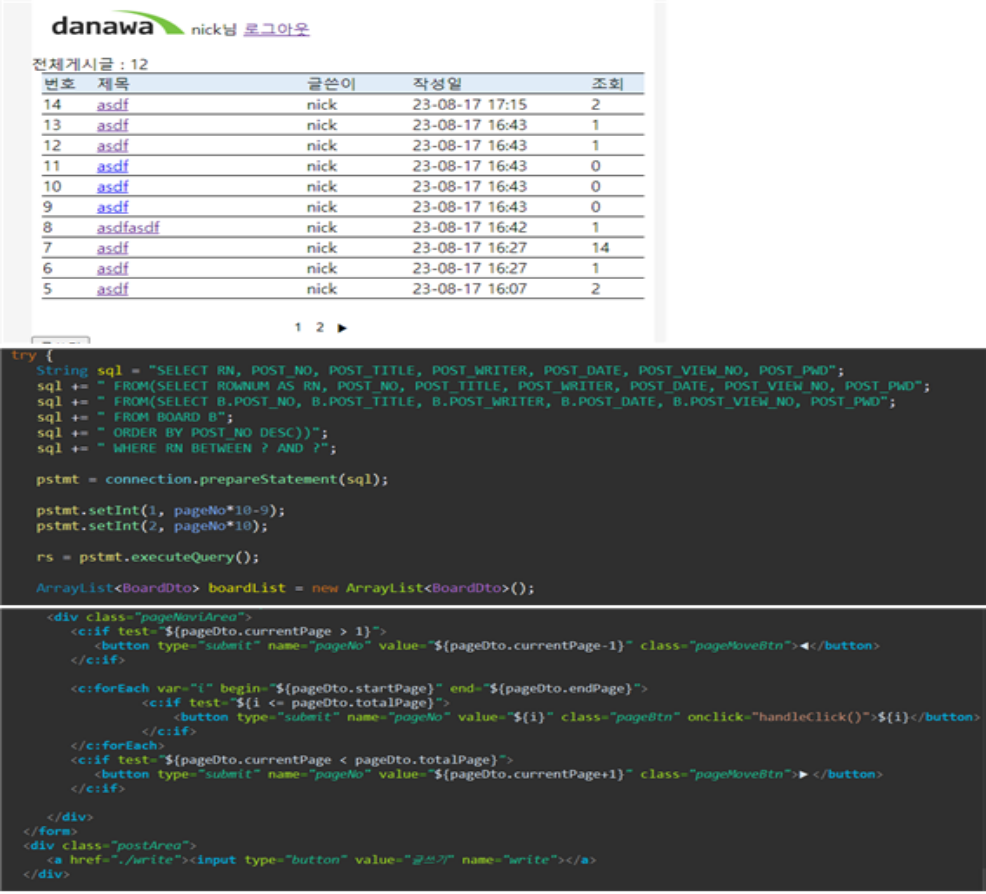 danawa nick님 로그아웃
전체게시글 : 12
번호 제목 글쓴이 작성일 조회
14 asdf nick 23-08-17 17:15 2
13 asdf nick 23-08-17 16:43 1
12 asdf nick 23-08-17 16:43 1
11 asdf nick 23-08-17 16:43 0
10 asdf nick 23-08-17 16:43 0
9 asdf nick 23-08-17 16:43 0
8 asdfasdf nick 23-08-17 16:42 1
7 asdf nick 23-08-17 16:27 14
6 asdf nick 23-08-17 16:27 1
5 asdf nick 23-08-17 16:07 2
1 2 ▶
try {
String sql = "SELECT RN, POST_NO, POST_TITLE, POST_WRITER, POST_DATE, POST_VIEW_NO, POST_PWD";
sql += " FROM(SELECT ROWNUM AS RN, POST_NO, POST_TITLE, POST_WRITER, POST_DATE, POST_VIEW_NO, POST_PWD";
sql += " FROM(SELECT B.POST_NO, B.POST_TITLE, B.POST_WRITER, B.POST_DATE, B.POST_VIEW_NO, POST_PWD";
sql += " FROM BOARD B";
sql += " ORDER BY POST_NO DESC))";
sql += " WHERE RN BETWEEN ? AND ?";
pstmt = connection.prepareStatement(sql);
pstmt.setInt(1, pageNo*10-9);
pstmt.setInt(2, pageNo*10);
rs = pstmt.executeQuery();
ArrayList<BoardDto> boardList = new ArrayList<BoardDto>();
<div class="pageNaviArea">
<c:if test="${pageDto.currentPage > 1}">
<button type="submit" name="pageNo" value="${pageDto.currentPage-1}" class="pageMoveBtn">◀</button>
</c:if>
<c:forEach var="i" begin="${pageDto.startPage}" end="${pageDto.endPage}">
<c:if test="${i <= pageDto.totalPage}">
<button type="submit" name="pageNo" value="${i}" class="pageBtn" onclick="handleClick()">${i}</button>
</c:if>
</c:forEach>
<c:if test="${pageDto.currentPage < pageDto.totalPage}">
<button type="submit" name="pageNo" value="${pageDto.currentPage+1}" class="pageMoveBtn">▶</button>
</c:if>
</div>
</form>
<div class="postArea">
<a href="./write"><input type="button" value="글쓰기" name="write"></a>
</div>